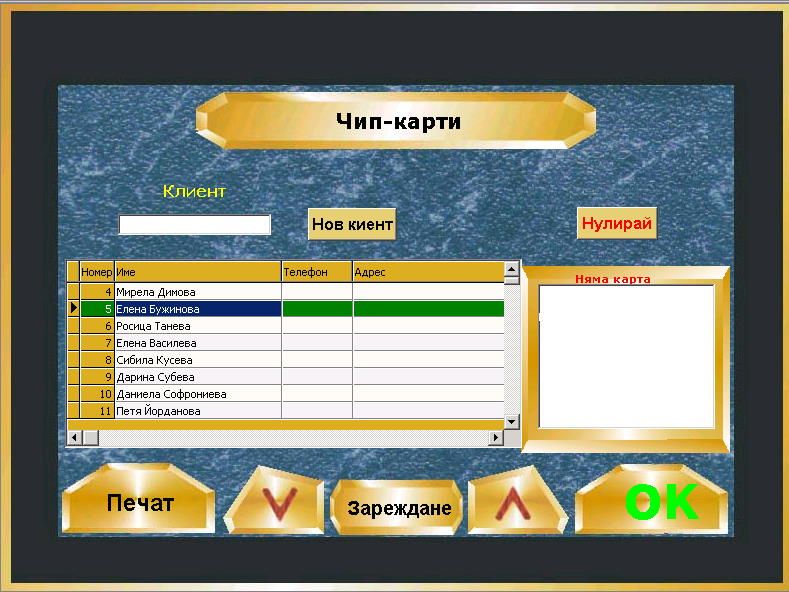 Чип-карти
Клиент
Нов киент
Нулирай
Номер Име Телефон Адрес
4 Мирела Димова
5 Елена Бужинова
6 Росица Танева
7 Елена Василева
8 Сибила Кусева
9 Дарина Субева
10 Даниела Софрониева
11 Петя Йорданова
Няма карта
Печат
Зареждане
OK